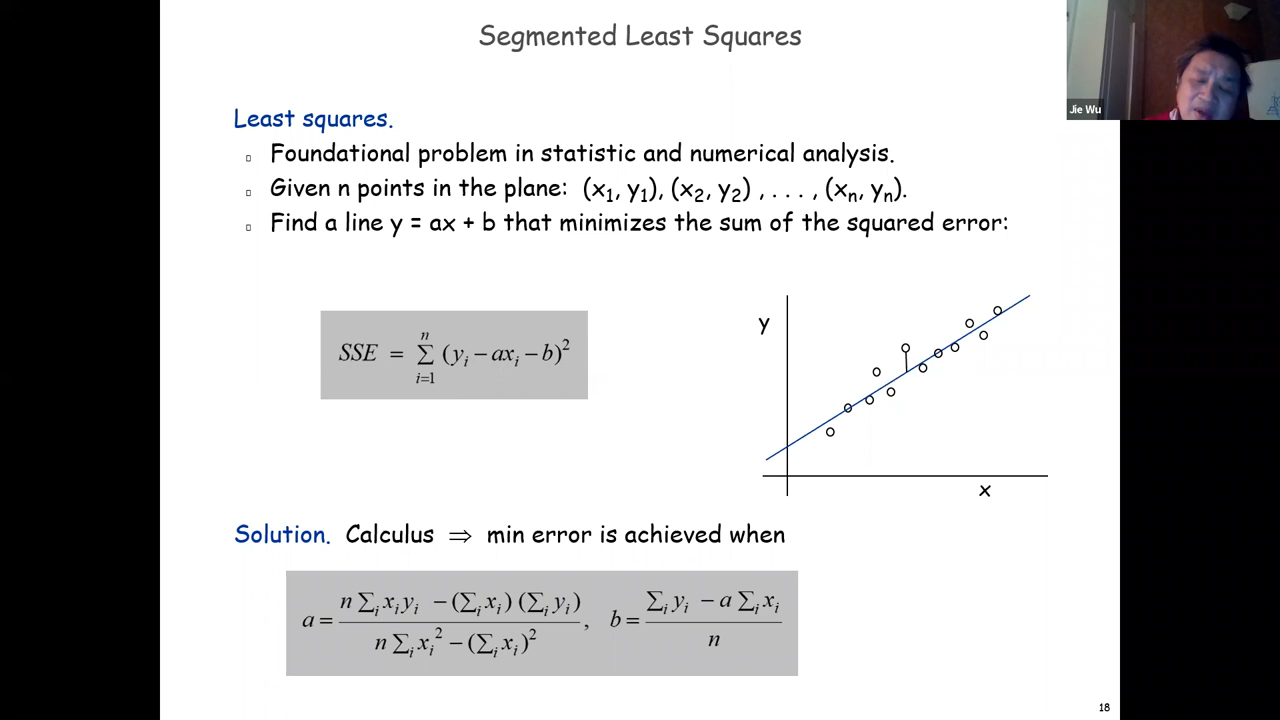 Segmented Least Squares
Jie Wu
Least squares.
▯ Foundational problem in statistic and numerical analysis.
▯ Given n points in the plane: (x₁, y₁), (x₂, y₂) , . . . , (xₙ, yₙ).
▯ Find a line y = ax + b that minimizes the sum of the squared error:
SSE = ∑ᵢ₌₁ⁿ (yᵢ − axᵢ − b)²
y
x
Solution. Calculus ⇒ min error is achieved when
a = (n ∑ᵢ xᵢ yᵢ − (∑ᵢ xᵢ) (∑ᵢ yᵢ)) / (n ∑ᵢ xᵢ² − (∑ᵢ xᵢ)²), b = (∑ᵢ yᵢ − a ∑ᵢ xᵢ) / n
18